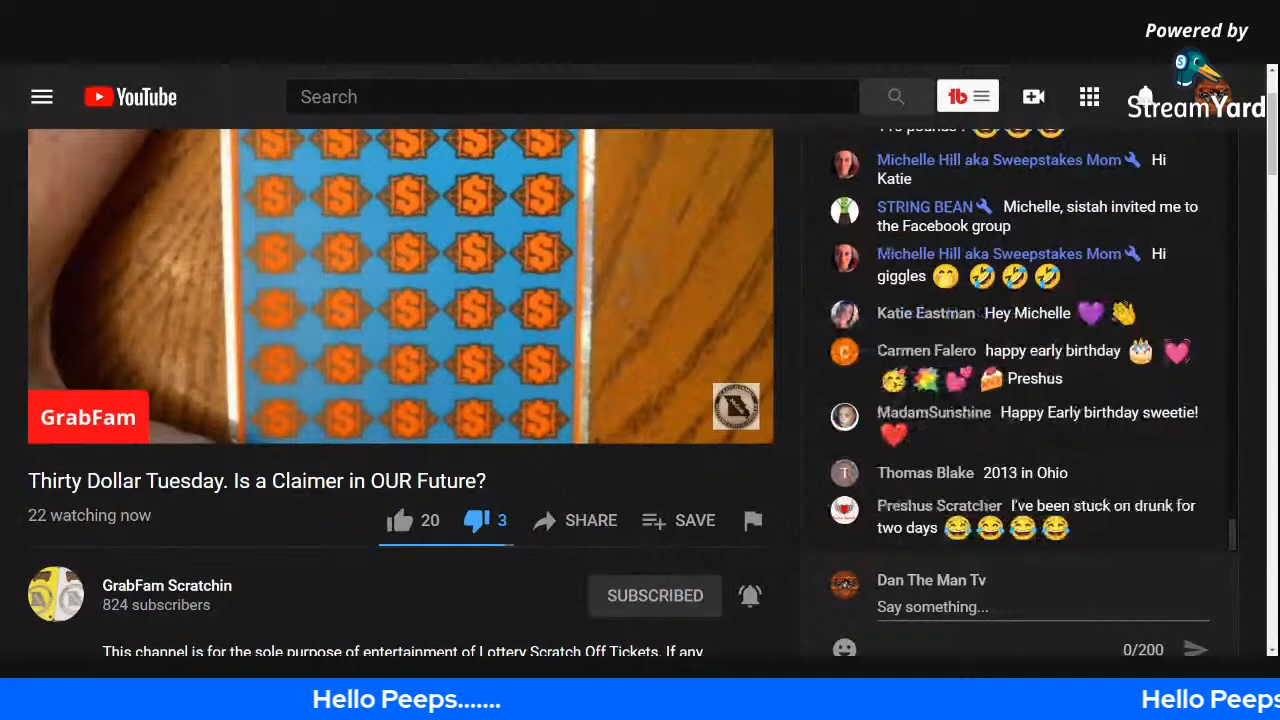 Powered by
StreamYard
YouTube
Search
Michelle Hill aka Sweepstakes Mom Hi
Katie
STRING BEAN Michelle, sistah invited me to
the Facebook group
Michelle Hill aka Sweepstakes Mom Hi
giggles
Katie Eastman Hey Michelle
Carmen Falero happy early birthday
Preshus
MadamSunshine Happy Early birthday sweetie!
Thomas Blake 2013 in Ohio
Preshus Scratcher I've been stuck on drunk for
two days
Dan The Man Tv
Say something...
0/200
GrabFam
Thirty Dollar Tuesday. Is a Claimer in OUR Future?
22 watching now
20
3
SHARE
SAVE
GrabFam Scratchin
824 subscribers
SUBSCRIBED
This channel is for the sole purpose of entertainment of Lottery Scratch Off Tickets. If any
Hello Peeps.......
Hello Peeps